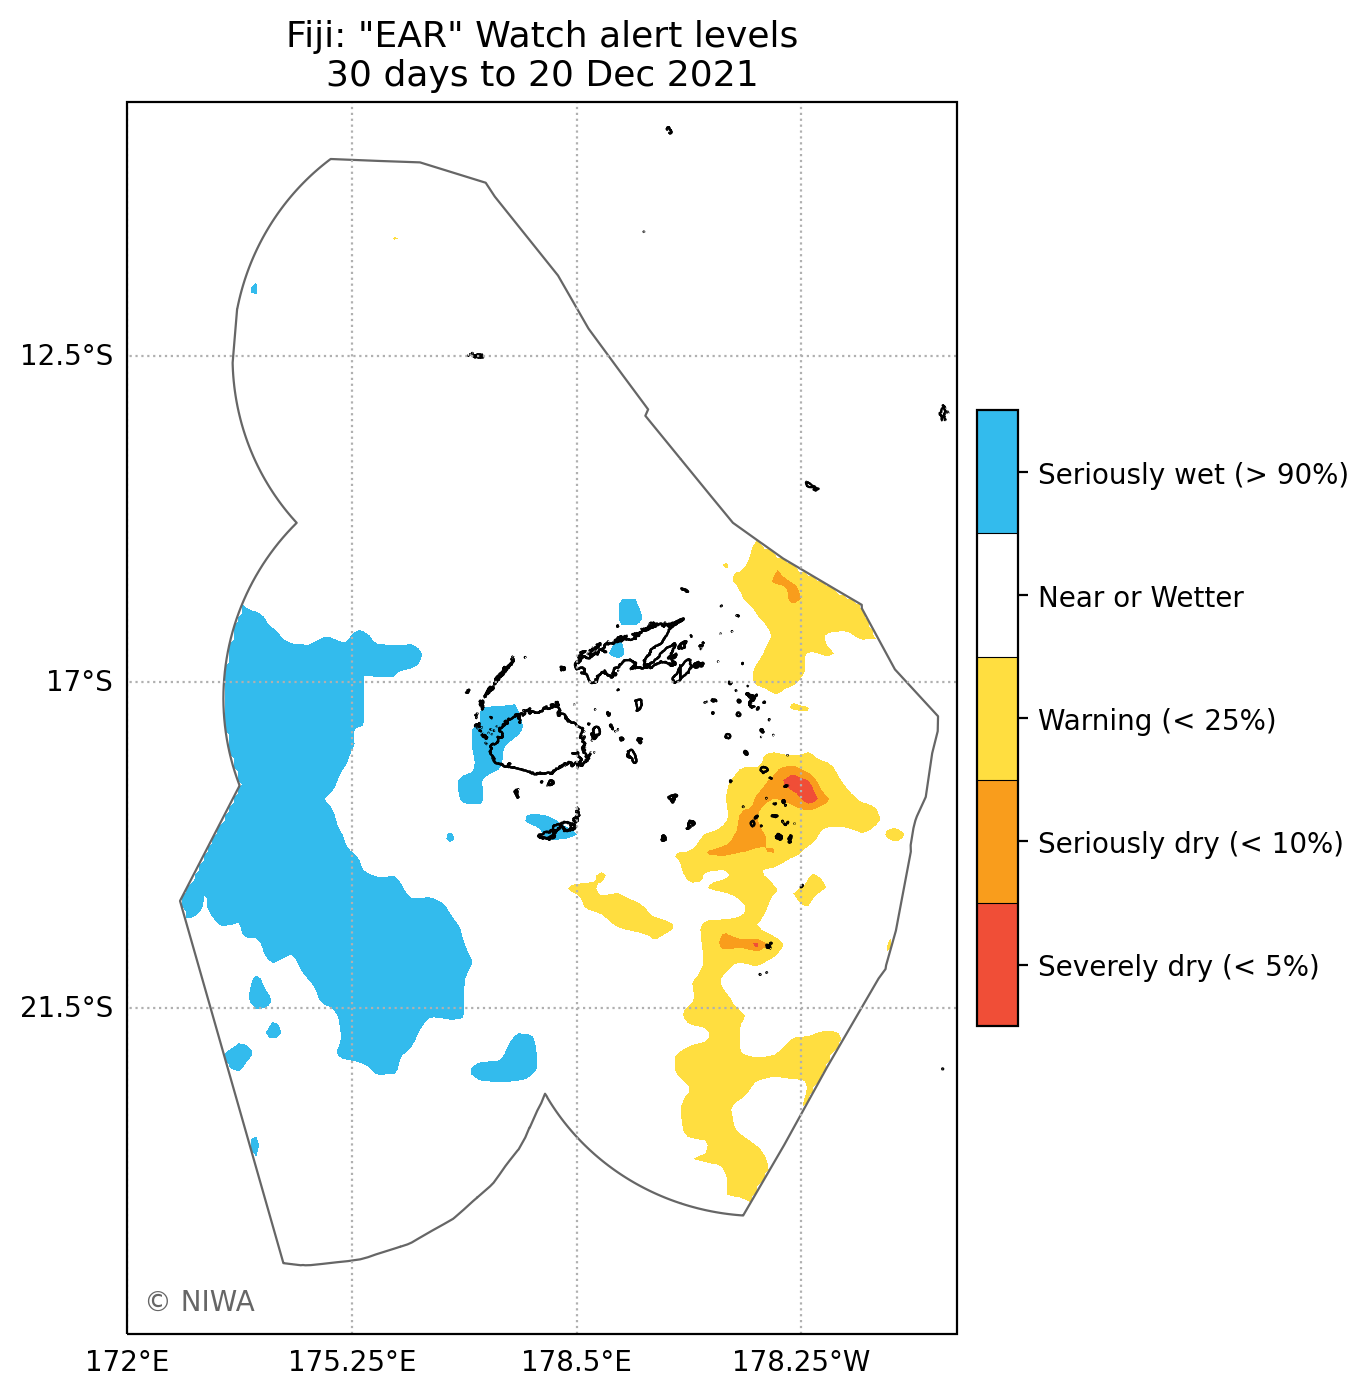 Fiji: "EAR" Watch alert levels
30 days to 20 Dec 2021
12.5°S
17°S
21.5°S
172°E
175.25°E
178.5°E
178.25°W
Seriously wet (> 90%)
Near or Wetter
Warning (< 25%)
Seriously dry (< 10%)
Severely dry (< 5%)
© NIWA